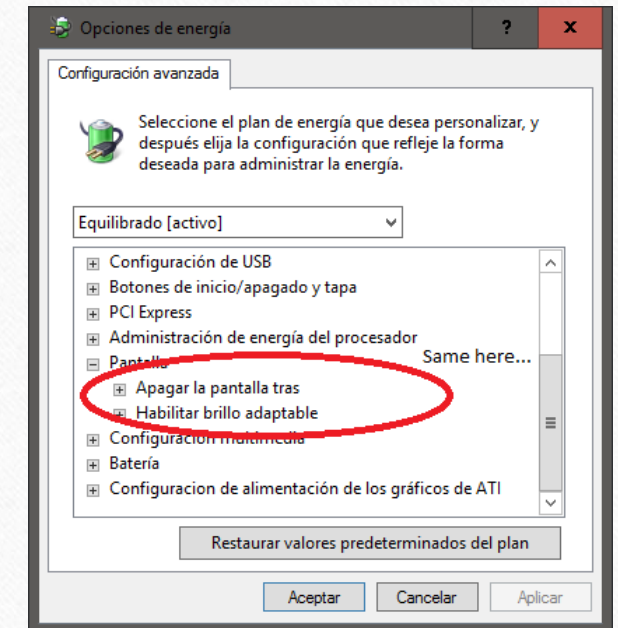 Opciones de energía
?
x
Configuración avanzada
Seleccione el plan de energía que desea personalizar, y
después elija la configuración que refleje la forma
deseada para administrar la energía.
Equilibrado [activo]
Configuración de USB
Botones de inicio/apagado y tapa
PCI Express
Administración de energía del procesador
Pantalla
Same here...
Apagar la pantalla tras
Habilitar brillo adaptable
Configuración multimedia
Batería
Configuracion de alimentación de los gráficos de ATI
Restaurar valores predeterminados del plan
Aceptar
Cancelar
Aplicar